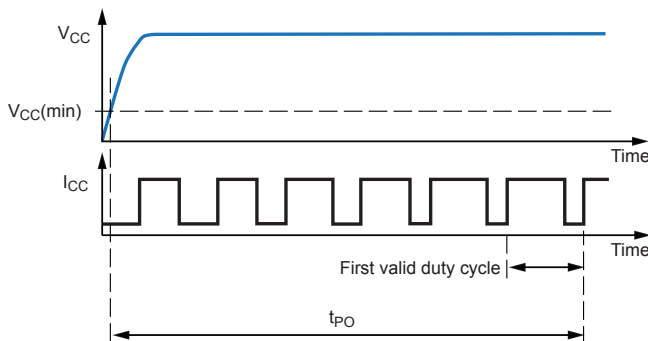 VCC
VCC(min)
Time
ICC
Time
First valid duty cycle
tPO